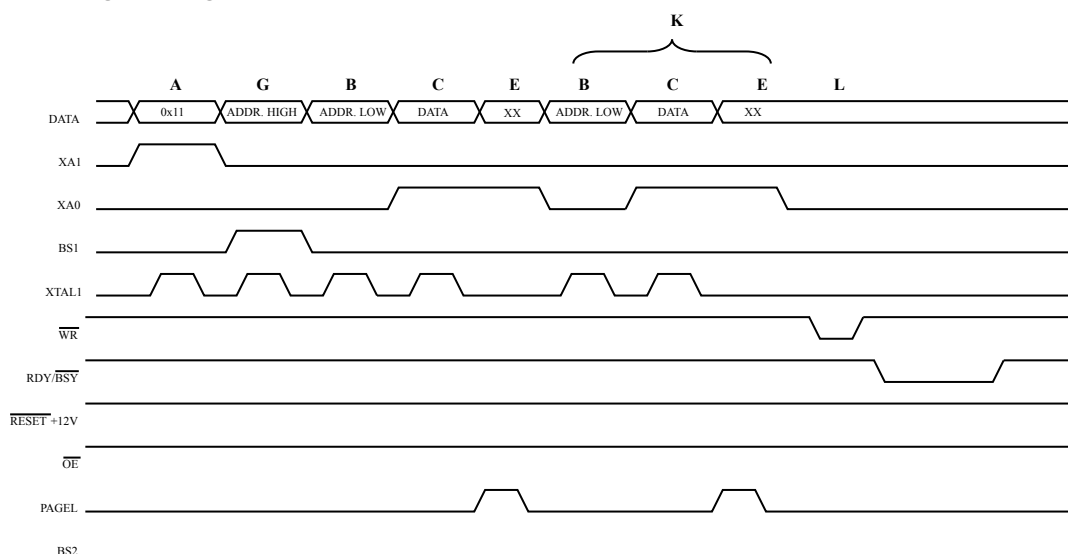 K
A G B C E B C E L
DATA 0x11 ADDR. HIGH ADDR. LOW DATA XX ADDR. LOW DATA XX
XA1
XA0
BS1
XTAL1
WR
RDY/BSY
RESET +12V
OE
PAGEL
BS2